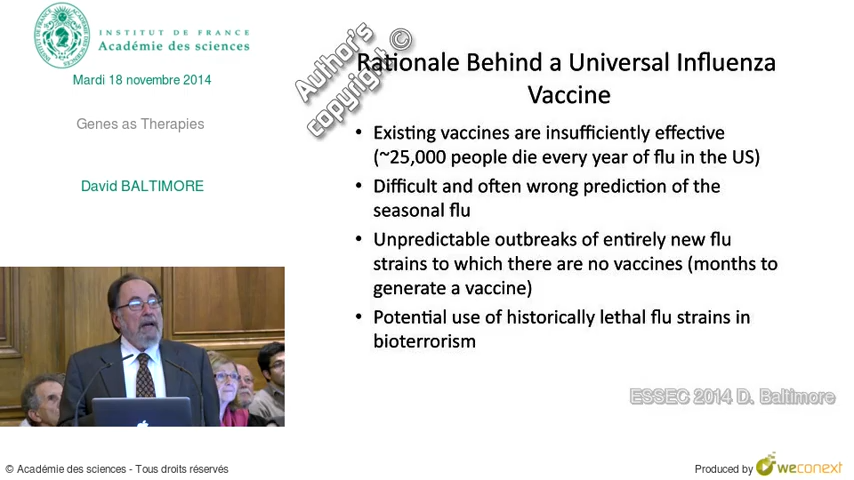 INSTITUT DE FRANCE
Académie des sciences
Mardi 18 novembre 2014
Genes as Therapies
David BALTIMORE
Author's
copyright ©
Rationale Behind a Universal Influenza
Vaccine
• Existing vaccines are insufficiently effective
(~25,000 people die every year of flu in the US)
• Difficult and often wrong prediction of the
seasonal flu
• Unpredictable outbreaks of entirely new flu
strains to which there are no vaccines (months to
generate a vaccine)
• Potential use of historically lethal flu strains in
bioterrorism
ESSEC 2014 D. Baltimore
© Académie des sciences - Tous droits réservés
Produced by weconext